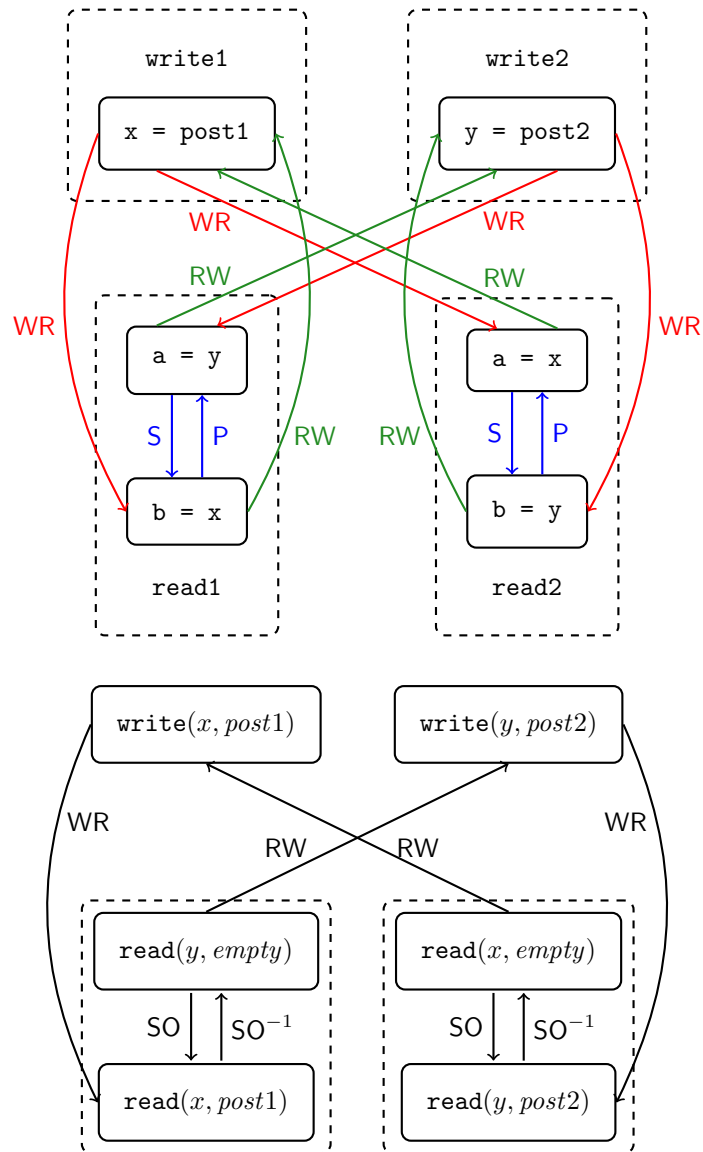 write1 write2
x = post1 y = post2
WR WR
RW RW
WR WR
a = y a = x
S P RW RW S P
b = x b = y
read1 read2
write(x, post1) write(y, post2)
WR WR
RW RW
read(y, empty) read(x, empty)
SO SO⁻¹ SO SO⁻¹
read(x, post1) read(y, post2)